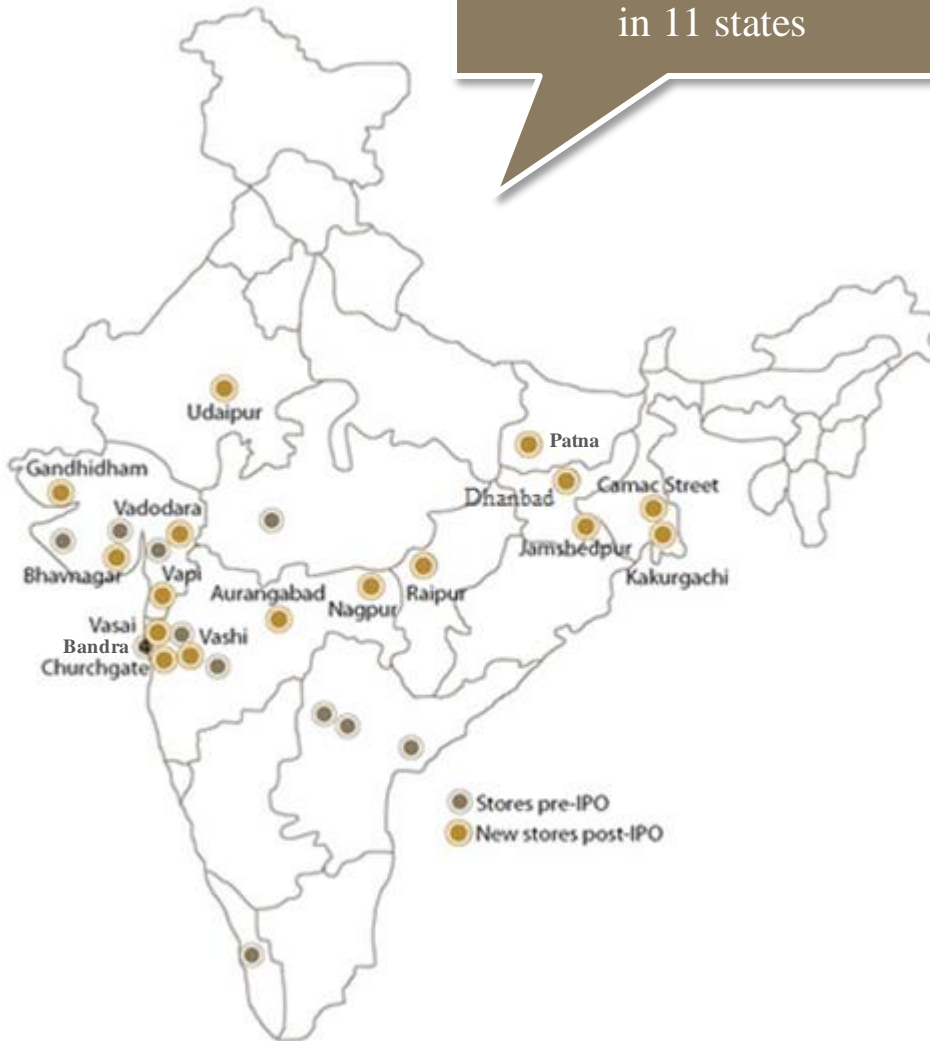 in 11 states
Udaipur
Patna
Gandhidham
Dhanbad
Camac Street
Vadodara
Jamshedpur
Bhavnagar
Vapi
Kakurgachi
Aurangabad
Nagpur
Raipur
Vasai
Vashi
Bandra
Churchgate
Stores pre-IPO
New stores post-IPO